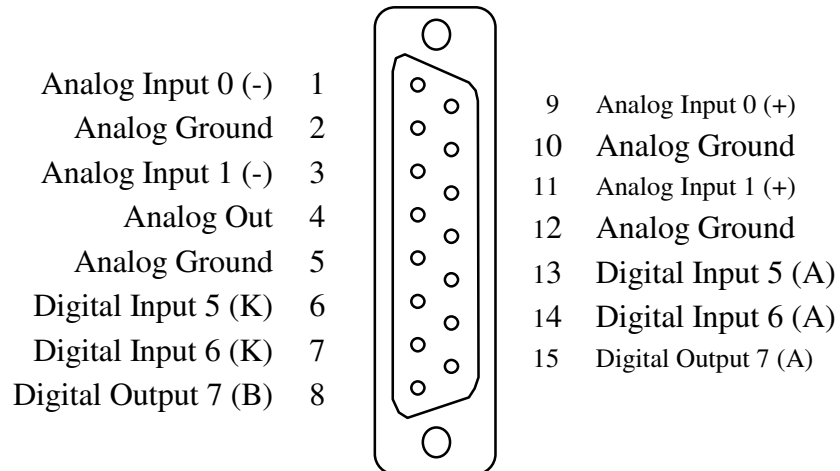 Analog Input 0 (-) 1
Analog Ground 2
Analog Input 1 (-) 3
Analog Out 4
Analog Ground 5
Digital Input 5 (K) 6
Digital Input 6 (K) 7
Digital Output 7 (B) 8
9 Analog Input 0 (+)
10 Analog Ground
11 Analog Input 1 (+)
12 Analog Ground
13 Digital Input 5 (A)
14 Digital Input 6 (A)
15 Digital Output 7 (A)